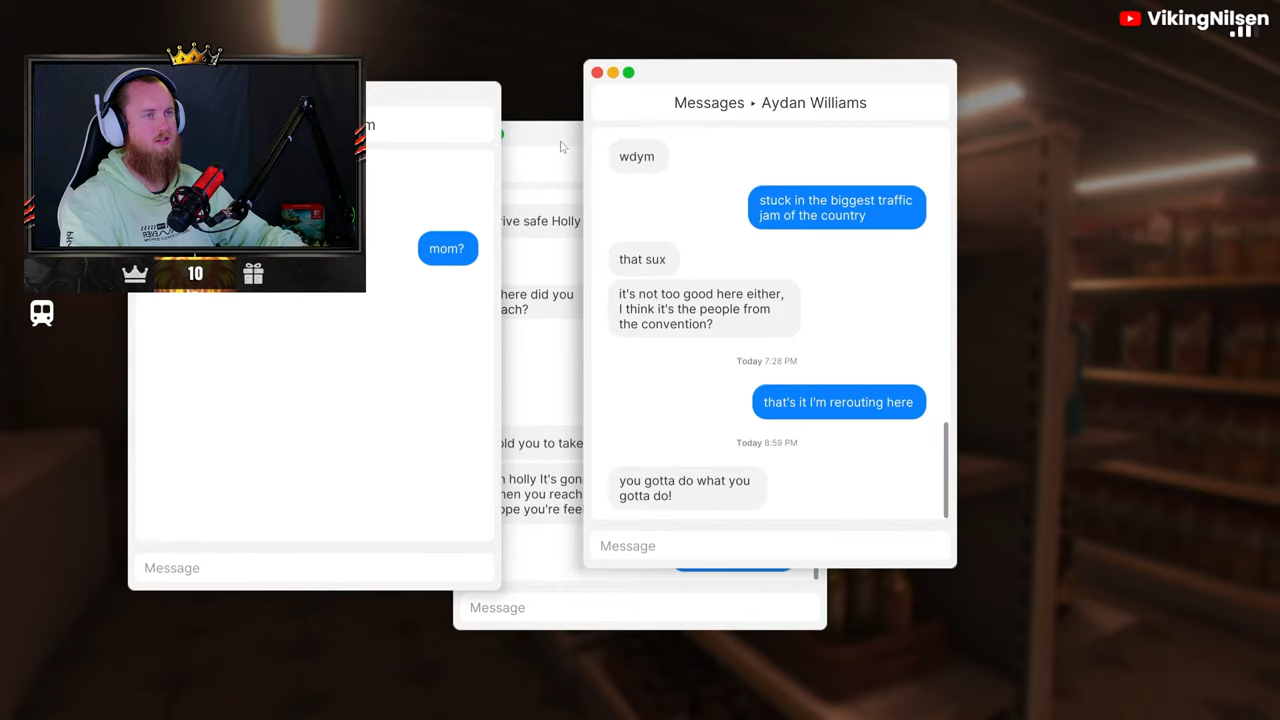 VikingNilsen
10
m
mom?
Message
ive safe Holly
here did you
ach?
old you to take
holly It's gon
hen you reach
ope you're fee
Message
Messages ▸ Aydan Williams
wdym
stuck in the biggest traffic
jam of the country
that sux
it's not too good here either,
I think it's the people from
the convention?
Today 7:28 PM
that's it I'm rerouting here
Today 8:59 PM
you gotta do what you
gotta do!
Message